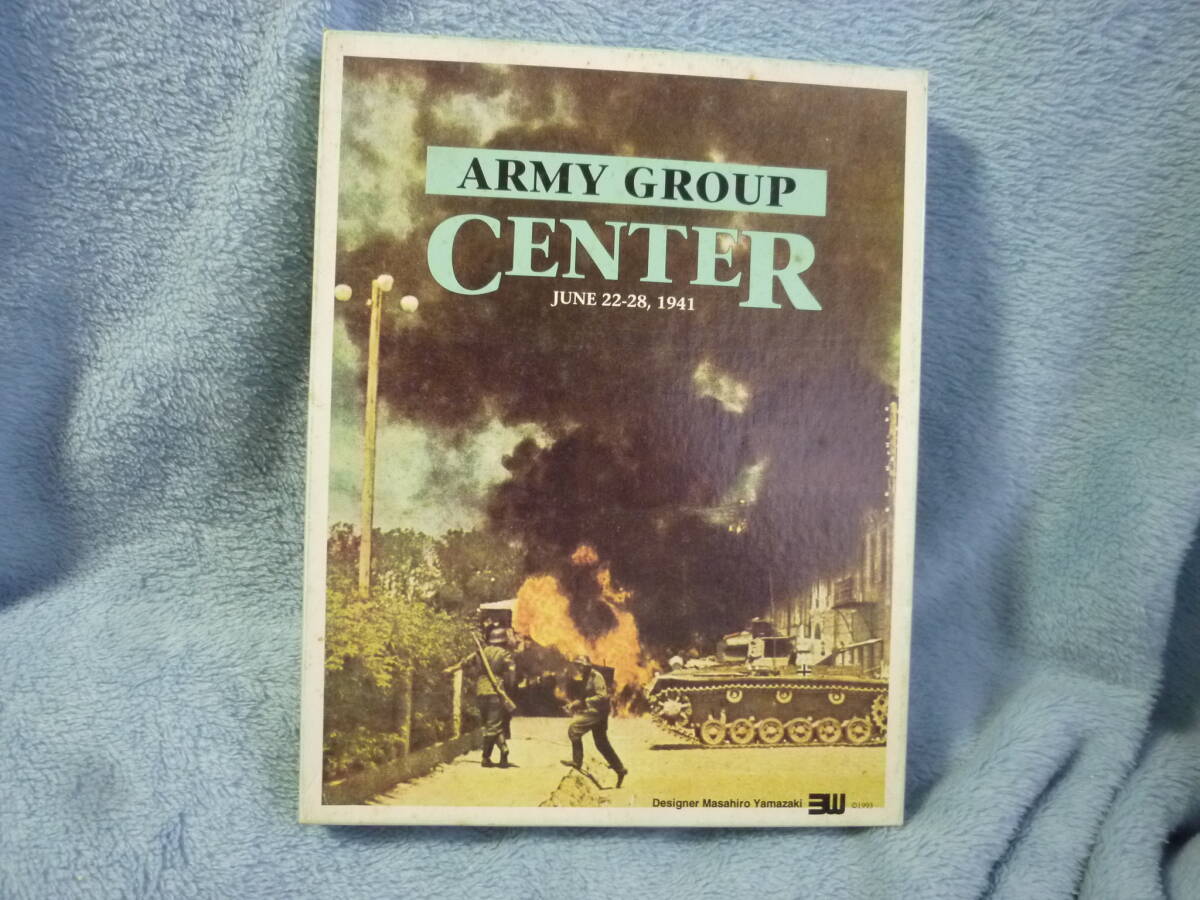 ARMY GROUP
CENTER
JUNE 22-28, 1941
Designer Masahiro Yamazaki 3W ©1993